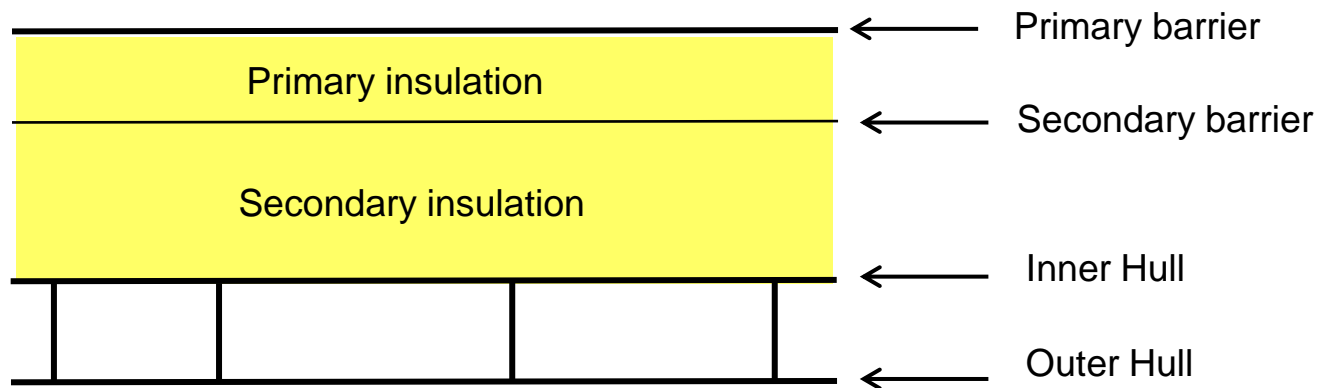 Primary barrier
Primary insulation
Secondary barrier
Secondary insulation
Inner Hull
Outer Hull